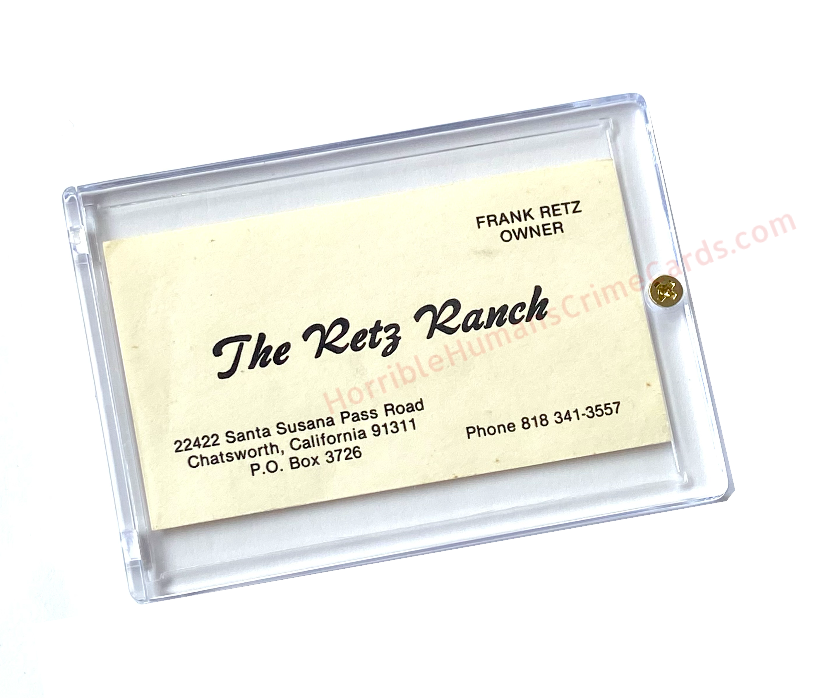 FRANK RETZ
OWNER
The Retz Ranch
22422 Santa Susana Pass Road
Chatsworth, California 91311
P.O. Box 3726
Phone 818 341-3557
HorribleHumansCrimeCards.com